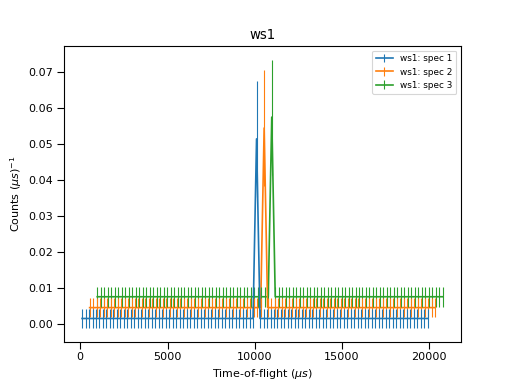 ws1
ws1: spec 1
ws1: spec 2
ws1: spec 3
0.07
0.06
0.05
0.04
0.03
0.02
0.01
0.00
Counts (μs)⁻¹
0 5000 10000 15000 20000
Time-of-flight (μs)